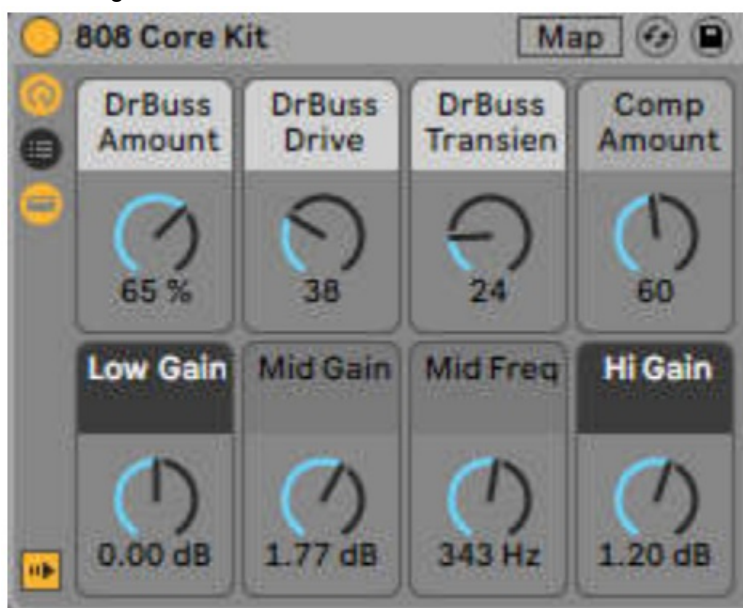 808 Core Kit Map
DrBuss Amount
DrBuss Drive
DrBuss Transien
Comp Amount
65 %
38
24
60
Low Gain
Mid Gain
Mid Freq
Hi Gain
0.00 dB
1.77 dB
343 Hz
1.20 dB